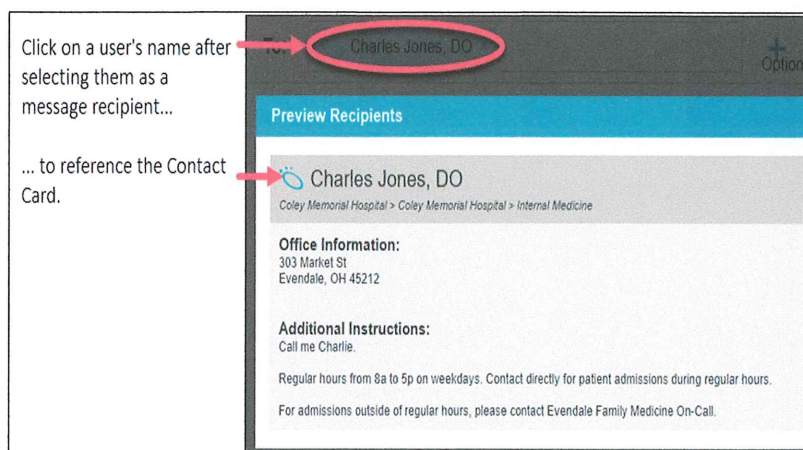 Click on a user's name after
selecting them as a
message recipient...
... to reference the Contact
Card.
To:
Charles Jones, DO
Option
Preview Recipients
Charles Jones, DO
Coley Memorial Hospital > Coley Memorial Hospital > Internal Medicine
Office Information:
303 Market St
Evendale, OH 45212
Additional Instructions:
Call me Charlie.
Regular hours from 8a to 5p on weekdays. Contact directly for patient admissions during regular hours.
For admissions outside of regular hours, please contact Evendale Family Medicine On-Call.